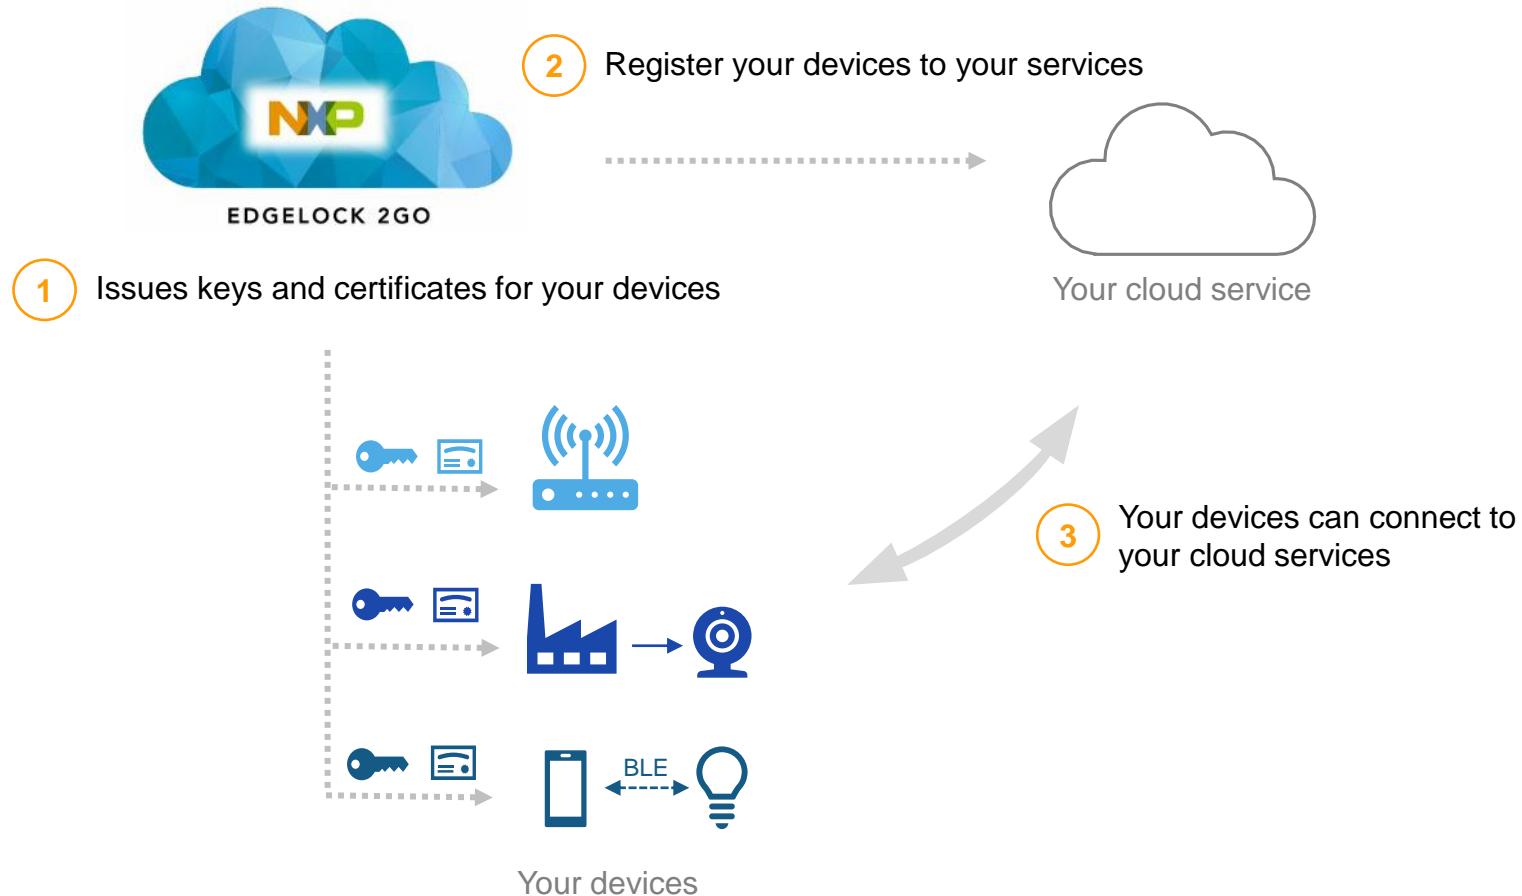 NXP
EDGELOCK 2GO
2
Register your devices to your services
1
Issues keys and certificates for your devices
Your cloud service
3
Your devices can connect to
your cloud services
BLE
Your devices